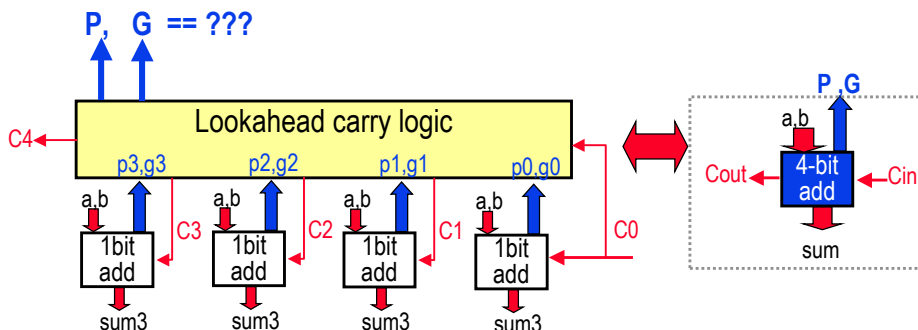 P, G == ???
Lookahead carry logic
C4
p3,g3 p2,g2 p1,g1 p0,g0
a,b a,b a,b a,b
1bit add
C3
1bit add
C2
1bit add
C1
1bit add
C0
sum3 sum3 sum3 sum3
P ,G
a,b
4-bit
add
Cout
Cin
sum